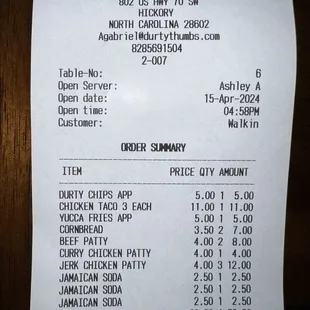 802 US HWY 70 SW
HICKORY
NORTH CAROLINA 28602
Agabriel@durtythumbs.com
8285691504
2-007
Table-No: 6
Open Server: Ashley A
Open date: 15-Apr-2024
Open time: 04:58PM
Customer: Walkin
ORDER SUMMARY
ITEM PRICE QTY AMOUNT
DURTY CHIPS APP 5.00 1 5.00
CHICKEN TACO 3 EACH 11.00 1 11.00
YUCCA FRIES APP 5.00 1 5.00
CORNBREAD 3.50 2 7.00
BEEF PATTY 4.00 2 8.00
CURRY CHICKEN PATTY 4.00 1 4.00
JERK CHICKEN PATTY 4.00 3 12.00
JAMAICAN SODA 2.50 1 2.50
JAMAICAN SODA 2.50 1 2.50
JAMAICAN SODA 2.50 1 2.50